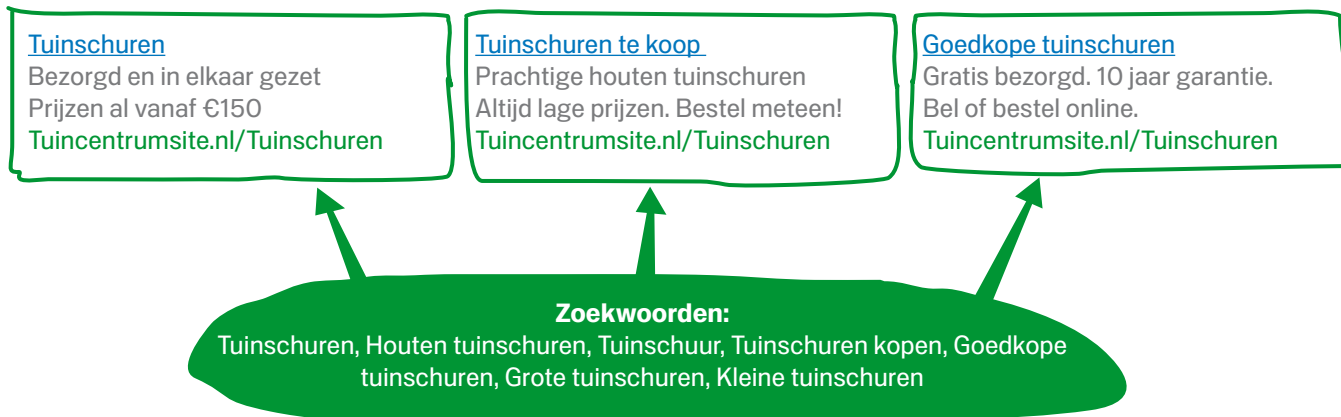 Tuinschuren
Bezorgd en in elkaar gezet
Prijzen al vanaf €150
Tuincentrumsite.nl/Tuinschuren
Tuinschuren te koop
Prachtige houten tuinschuren
Altijd lage prijzen. Bestel meteen!
Tuincentrumsite.nl/Tuinschuren
Goedkope tuinschuren
Gratis bezorgd. 10 jaar garantie.
Bel of bestel online.
Tuincentrumsite.nl/Tuinschuren
Zoekwoorden:
Tuinschuren, Houten tuinschuren, Tuinschuur, Tuinschuren kopen, Goedkope
tuinschuren, Grote tuinschuren, Kleine tuinschuren